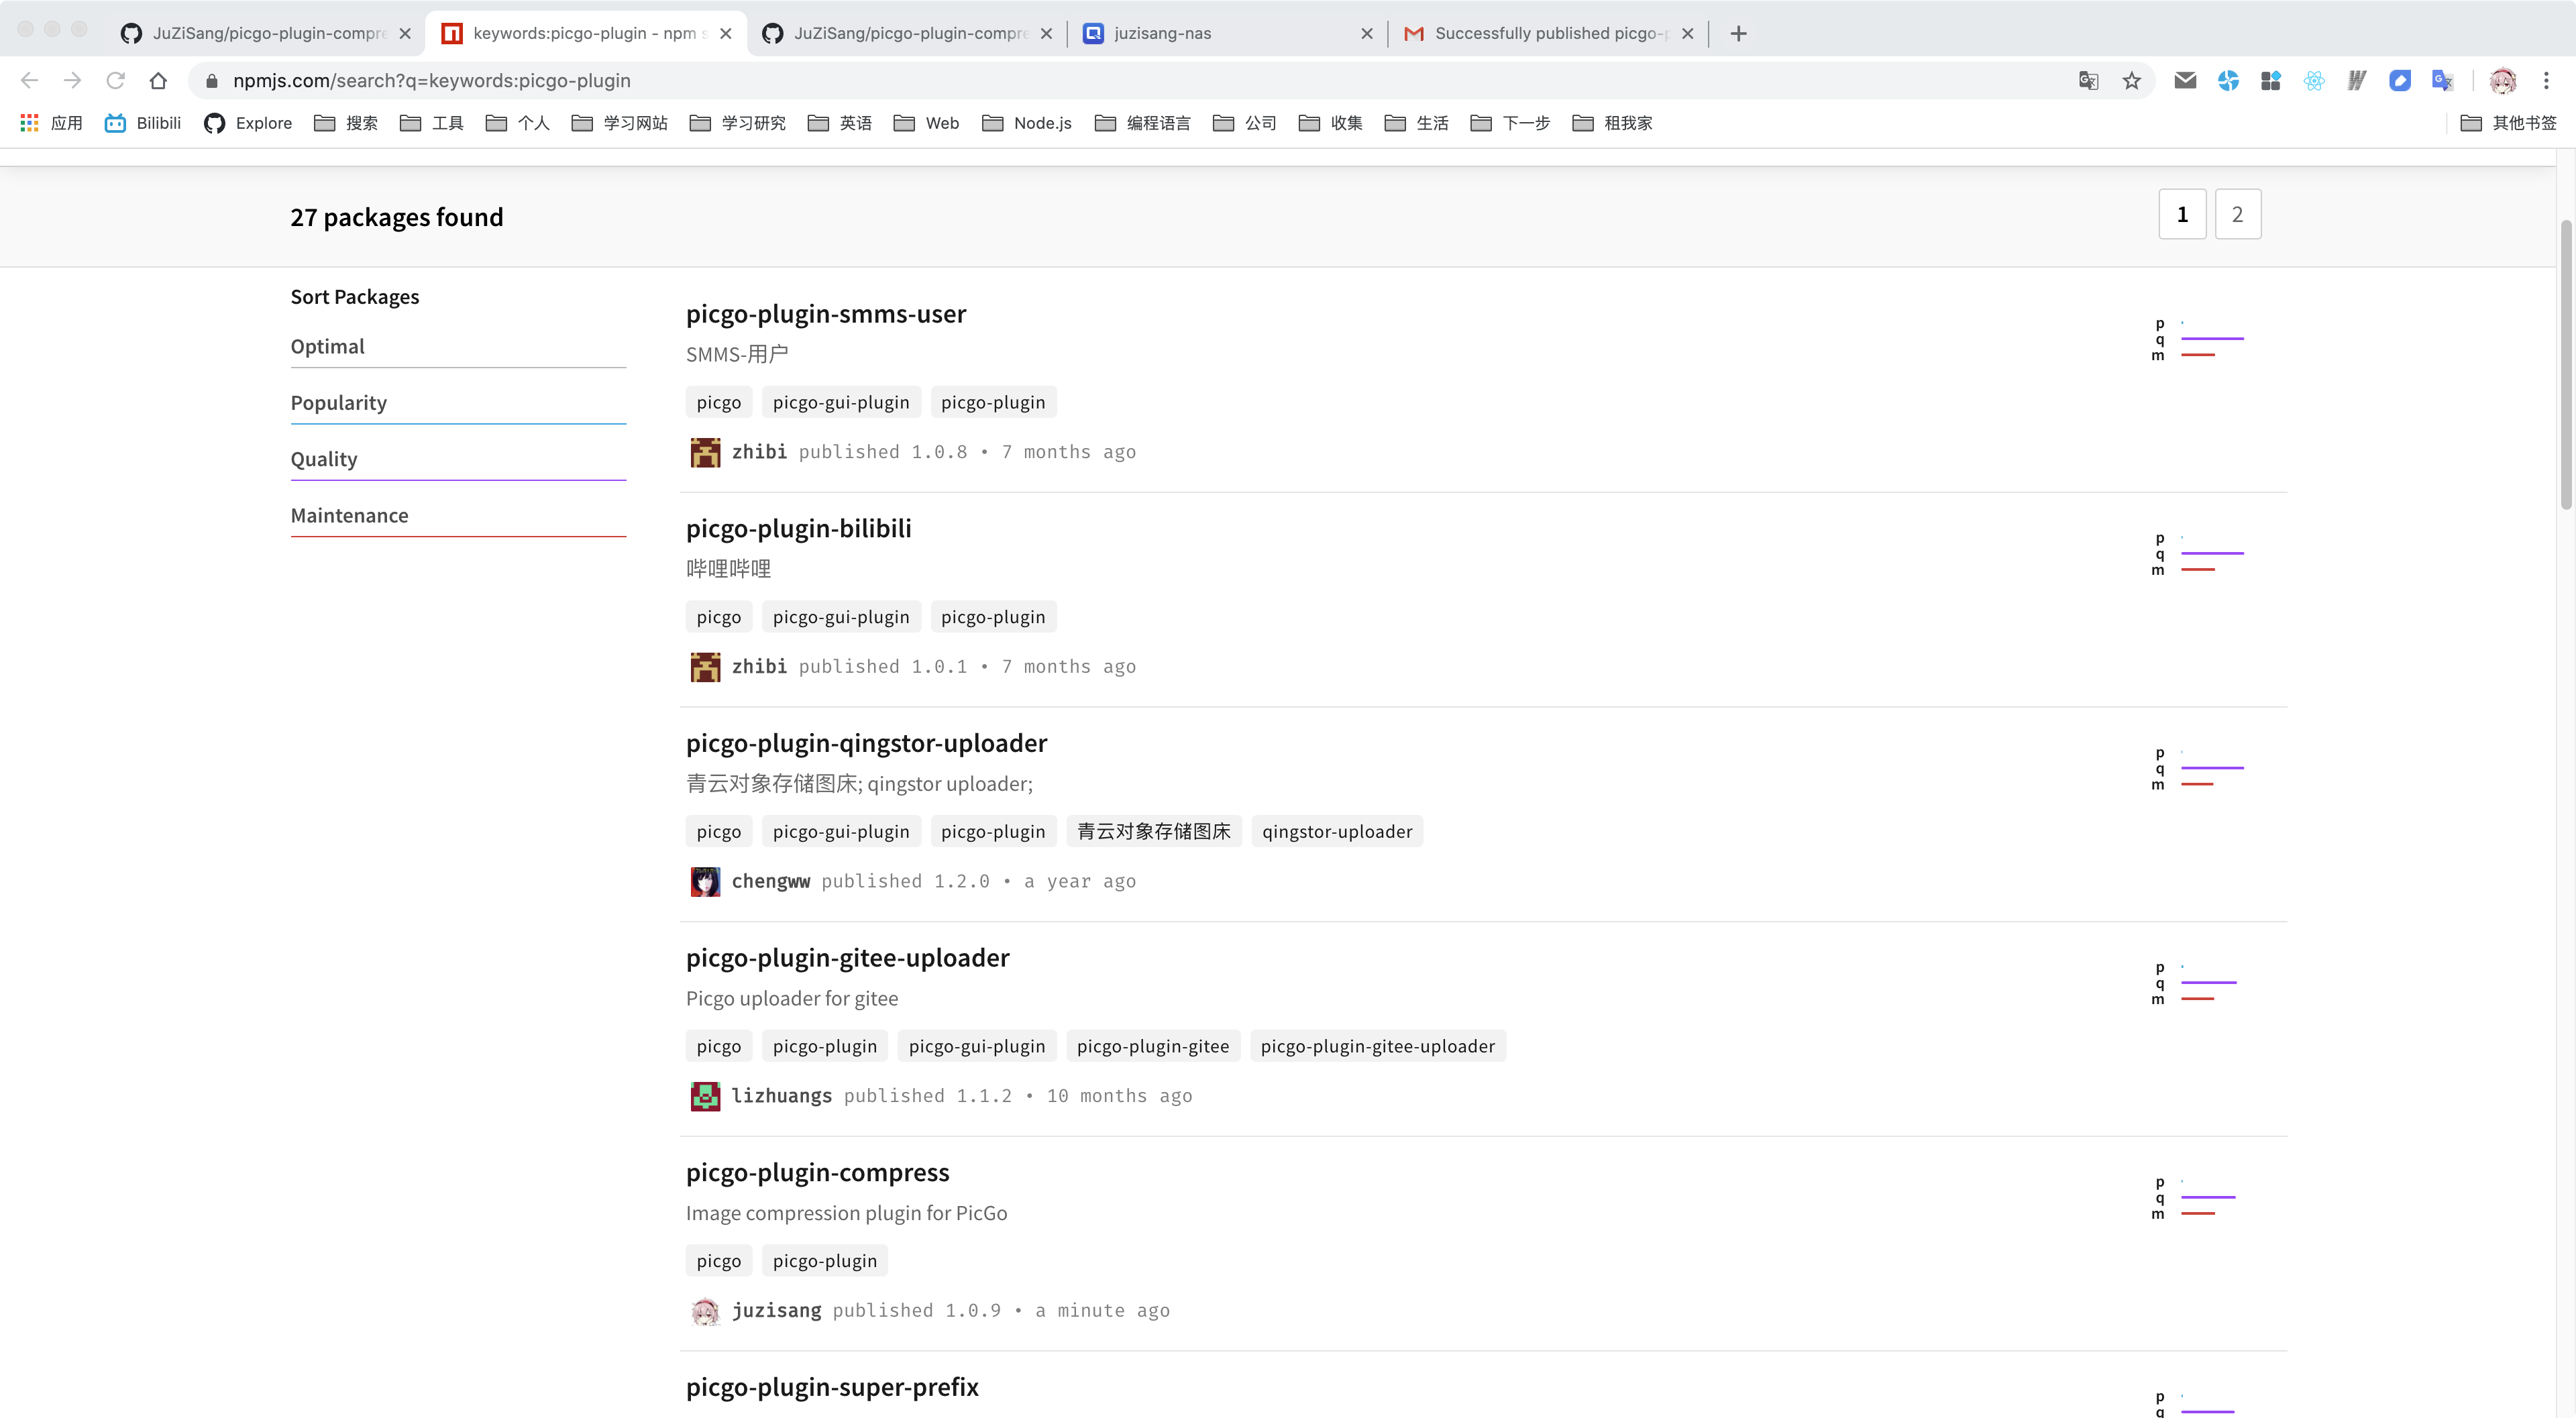 JuZiSang/picgo-plugin-compre
keywords:picgo-plugin - npm s
JuZiSang/picgo-plugin-compre
juzisang-nas
Successfully published picgo-p
npmjs.com/search?q=keywords:picgo-plugin
应用 Bilibili Explore 搜索 工具 个人 学习网站 学习研究 英语 Web Node.js 编程语言 公司 收集 生活 下一步 租我家 其他书签
27 packages found
1 2
Sort Packages
Optimal
Popularity
Quality
Maintenance
picgo-plugin-smms-user
SMMS-用户
picgo picgo-gui-plugin picgo-plugin
zhibi published 1.0.8 • 7 months ago
p
q
m
picgo-plugin-bilibili
哔哩哔哩
picgo picgo-gui-plugin picgo-plugin
zhibi published 1.0.1 • 7 months ago
p
q
m
picgo-plugin-qingstor-uploader
青云对象存储图床; qingstor uploader;
picgo picgo-gui-plugin picgo-plugin 青云对象存储图床 qingstor-uploader
chengww published 1.2.0 • a year ago
p
q
m
picgo-plugin-gitee-uploader
Picgo uploader for gitee
picgo picgo-plugin picgo-gui-plugin picgo-plugin-gitee picgo-plugin-gitee-uploader
lizhuangs published 1.1.2 • 10 months ago
p
q
m
picgo-plugin-compress
Image compression plugin for PicGo
picgo picgo-plugin
juzisang published 1.0.9 • a minute ago
p
q
m
picgo-plugin-super-prefix
p
q